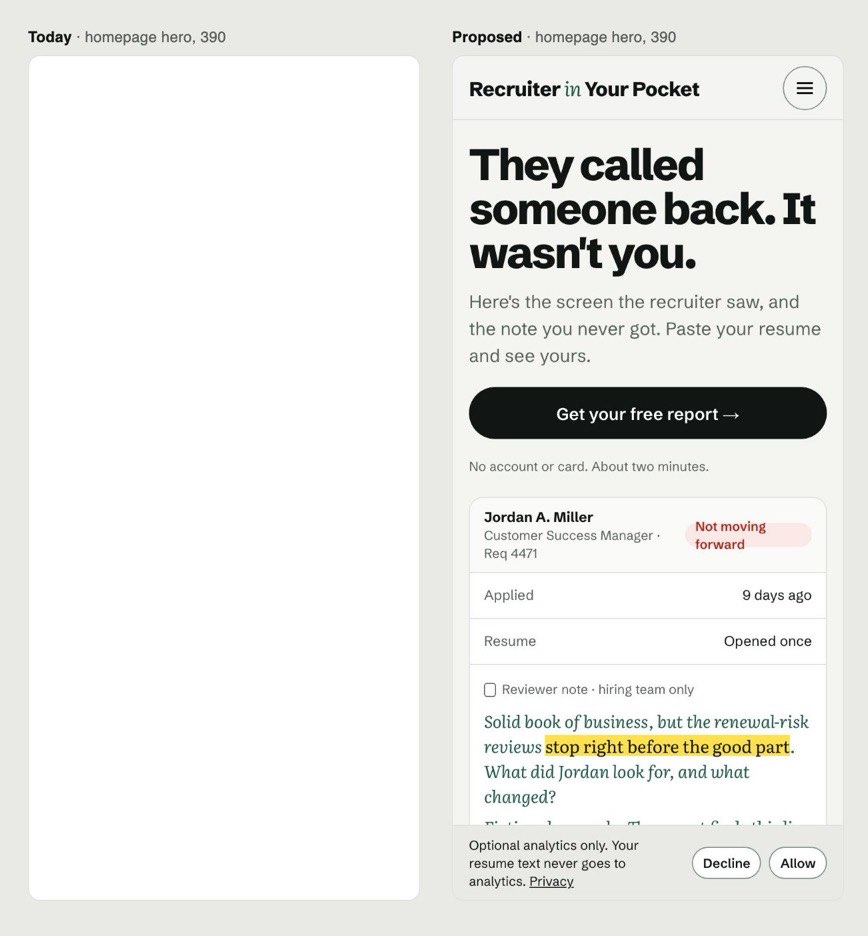 Today · homepage hero, 390
Proposed · homepage hero, 390
Recruiter in Your Pocket
They called
someone back. It
wasn't you.
Here's the screen the recruiter saw, and
the note you never got. Paste your resume
and see yours.
Get your free report →
No account or card. About two minutes.
Jordan A. Miller
Customer Success Manager ·
Req 4471
Not moving
forward
Applied
9 days ago
Resume
Opened once
Reviewer note · hiring team only
Solid book of business, but the renewal-risk
reviews stop right before the good part.
What did Jordan look for, and what
changed?
Optional analytics only. Your
resume text never goes to
analytics. Privacy
Decline
Allow